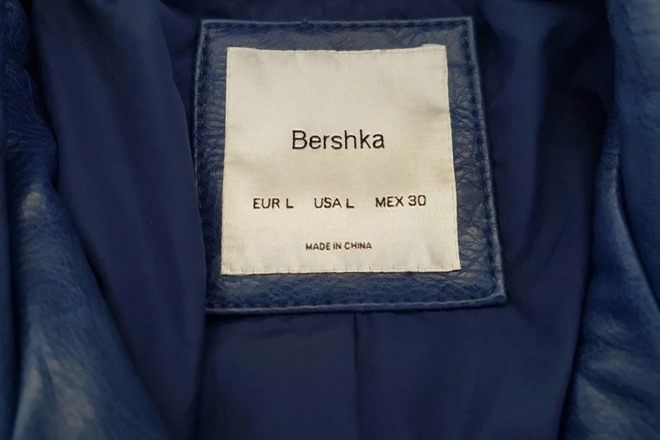 Bershka
EUR L USA L MEX 30
MADE IN CHINA